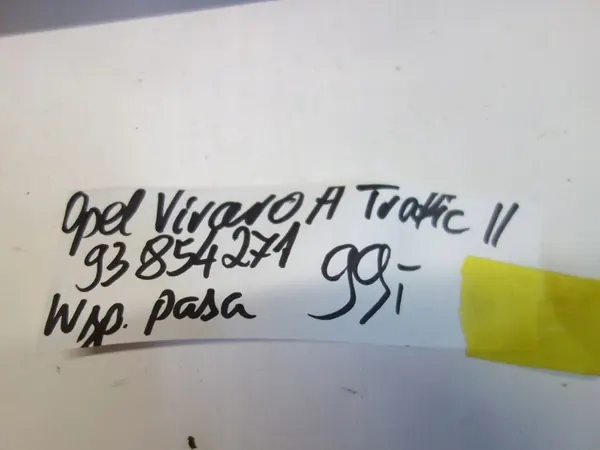 Opel Vivaro A Traffic II
93854271
Wsp. pasa 99,-